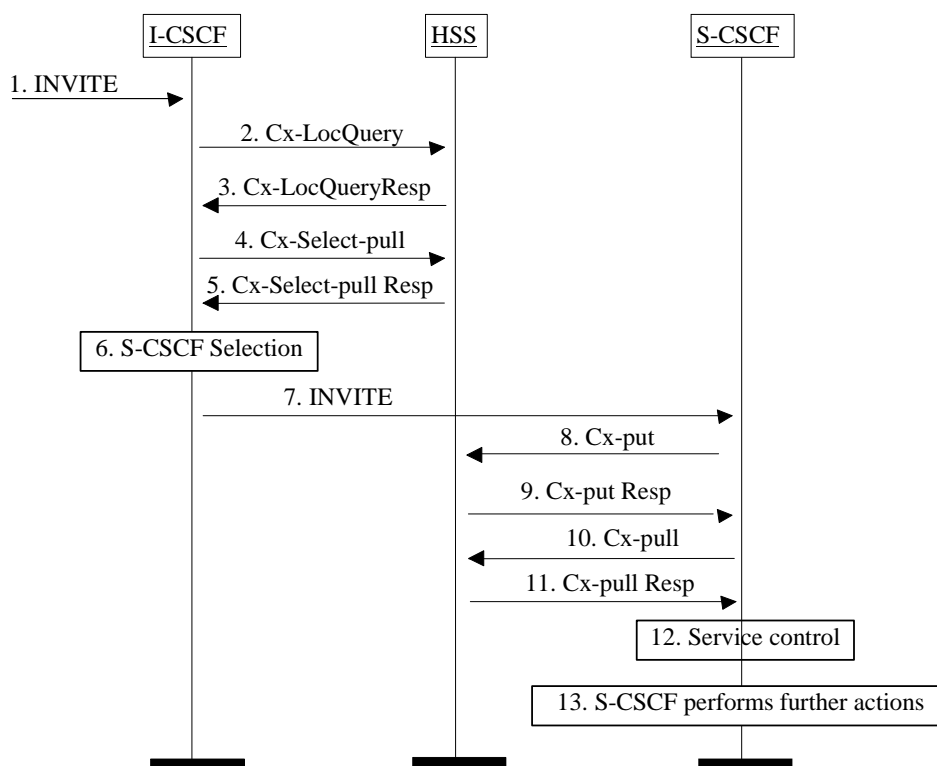 I-CSCF
HSS
S-CSCF
1. INVITE
2. Cx-LocQuery
3. Cx-LocQueryResp
4. Cx-Select-pull
5. Cx-Select-pull Resp
6. S-CSCF Selection
7. INVITE
8. Cx-put
9. Cx-put Resp
10. Cx-pull
11. Cx-pull Resp
12. Service control
13. S-CSCF performs further actions